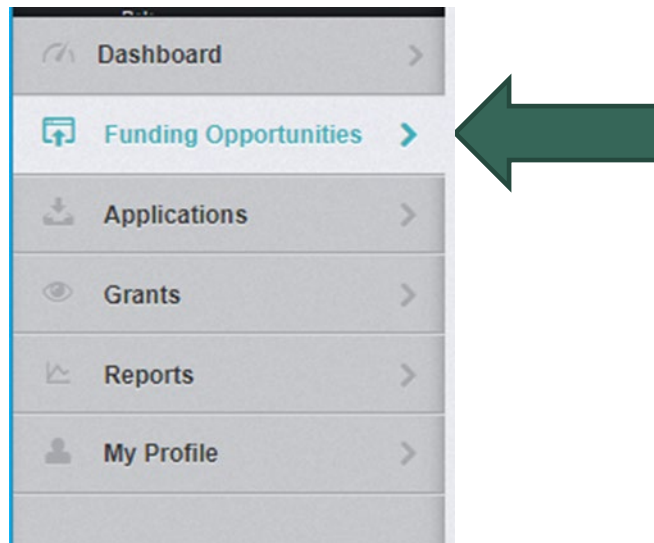 Dashboard
Funding Opportunities
Applications
Grants
Reports
My Profile